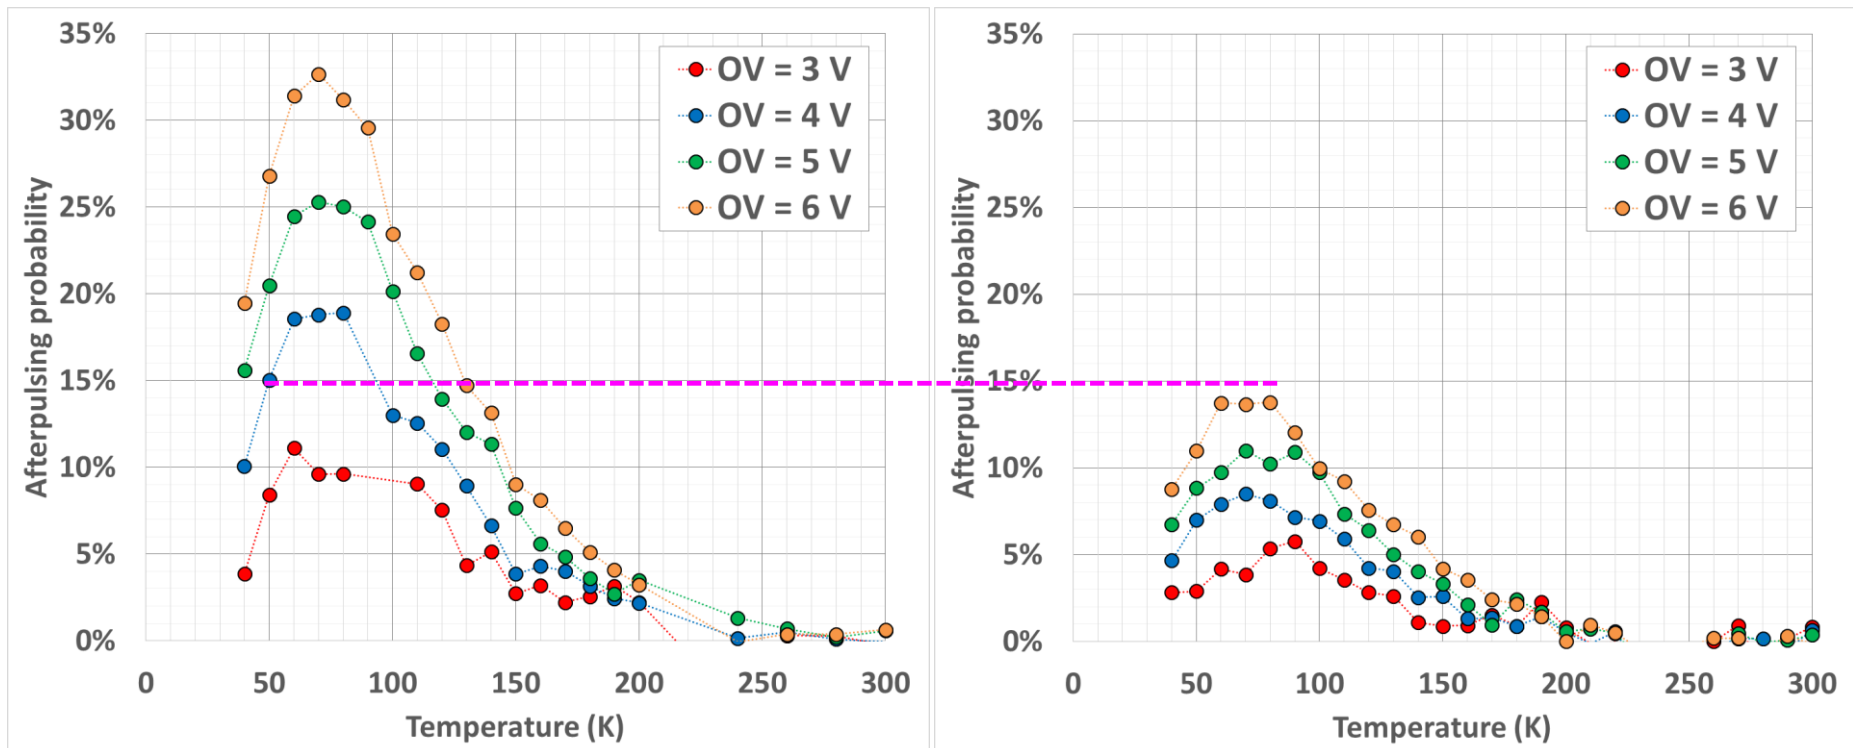 35%
30%
25%
20%
15%
10%
5%
0%
Afterpulsing probability
0 50 100 150 200 250 300
Temperature (K)
OV = 3 V
OV = 4 V
OV = 5 V
OV = 6 V
35%
30%
25%
20%
15%
10%
5%
0%
Afterpulsing probability
0 50 100 150 200 250 300
Temperature (K)
OV = 3 V
OV = 4 V
OV = 5 V
OV = 6 V